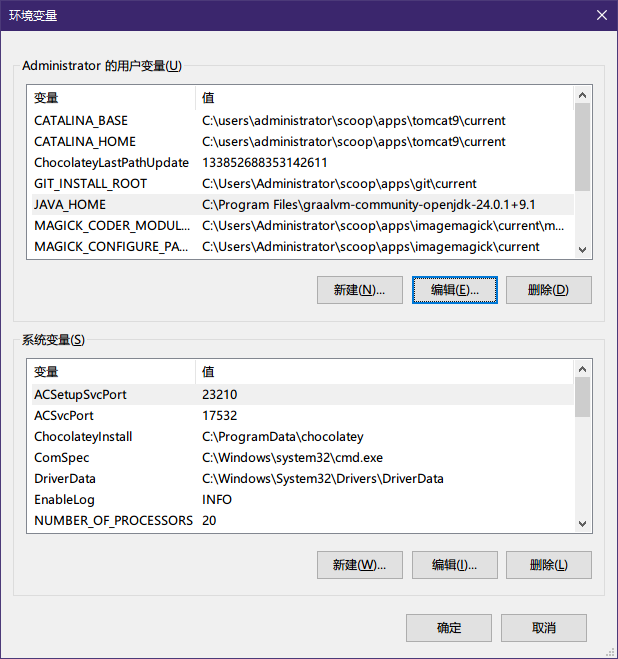 环境变量
Administrator 的用户变量(U)
变量 值
CATALINA_BASE C:\users\administrator\scoop\apps\tomcat9\current
CATALINA_HOME C:\users\administrator\scoop\apps\tomcat9\current
ChocolateyLastPathUpdate 133852688353142611
GIT_INSTALL_ROOT C:\Users\Administrator\scoop\apps\git\current
JAVA_HOME C:\Program Files\graalvm-community-openjdk-24.0.1+9.1
MAGICK_CODER_MODUL... C:\Users\Administrator\scoop\apps\imagemagick\current\m...
MAGICK_CONFIGURE_PA... C:\Users\Administrator\scoop\apps\imagemagick\current
新建(N)... 编辑(E)... 删除(D)
系统变量(S)
变量 值
ACSetupSvcPort 23210
ACSvcPort 17532
ChocolateyInstall C:\ProgramData\chocolatey
ComSpec C:\Windows\system32\cmd.exe
DriverData C:\Windows\System32\Drivers\DriverData
EnableLog INFO
NUMBER_OF_PROCESSORS 20
新建(W)... 编辑(I)... 删除(L)
确定 取消